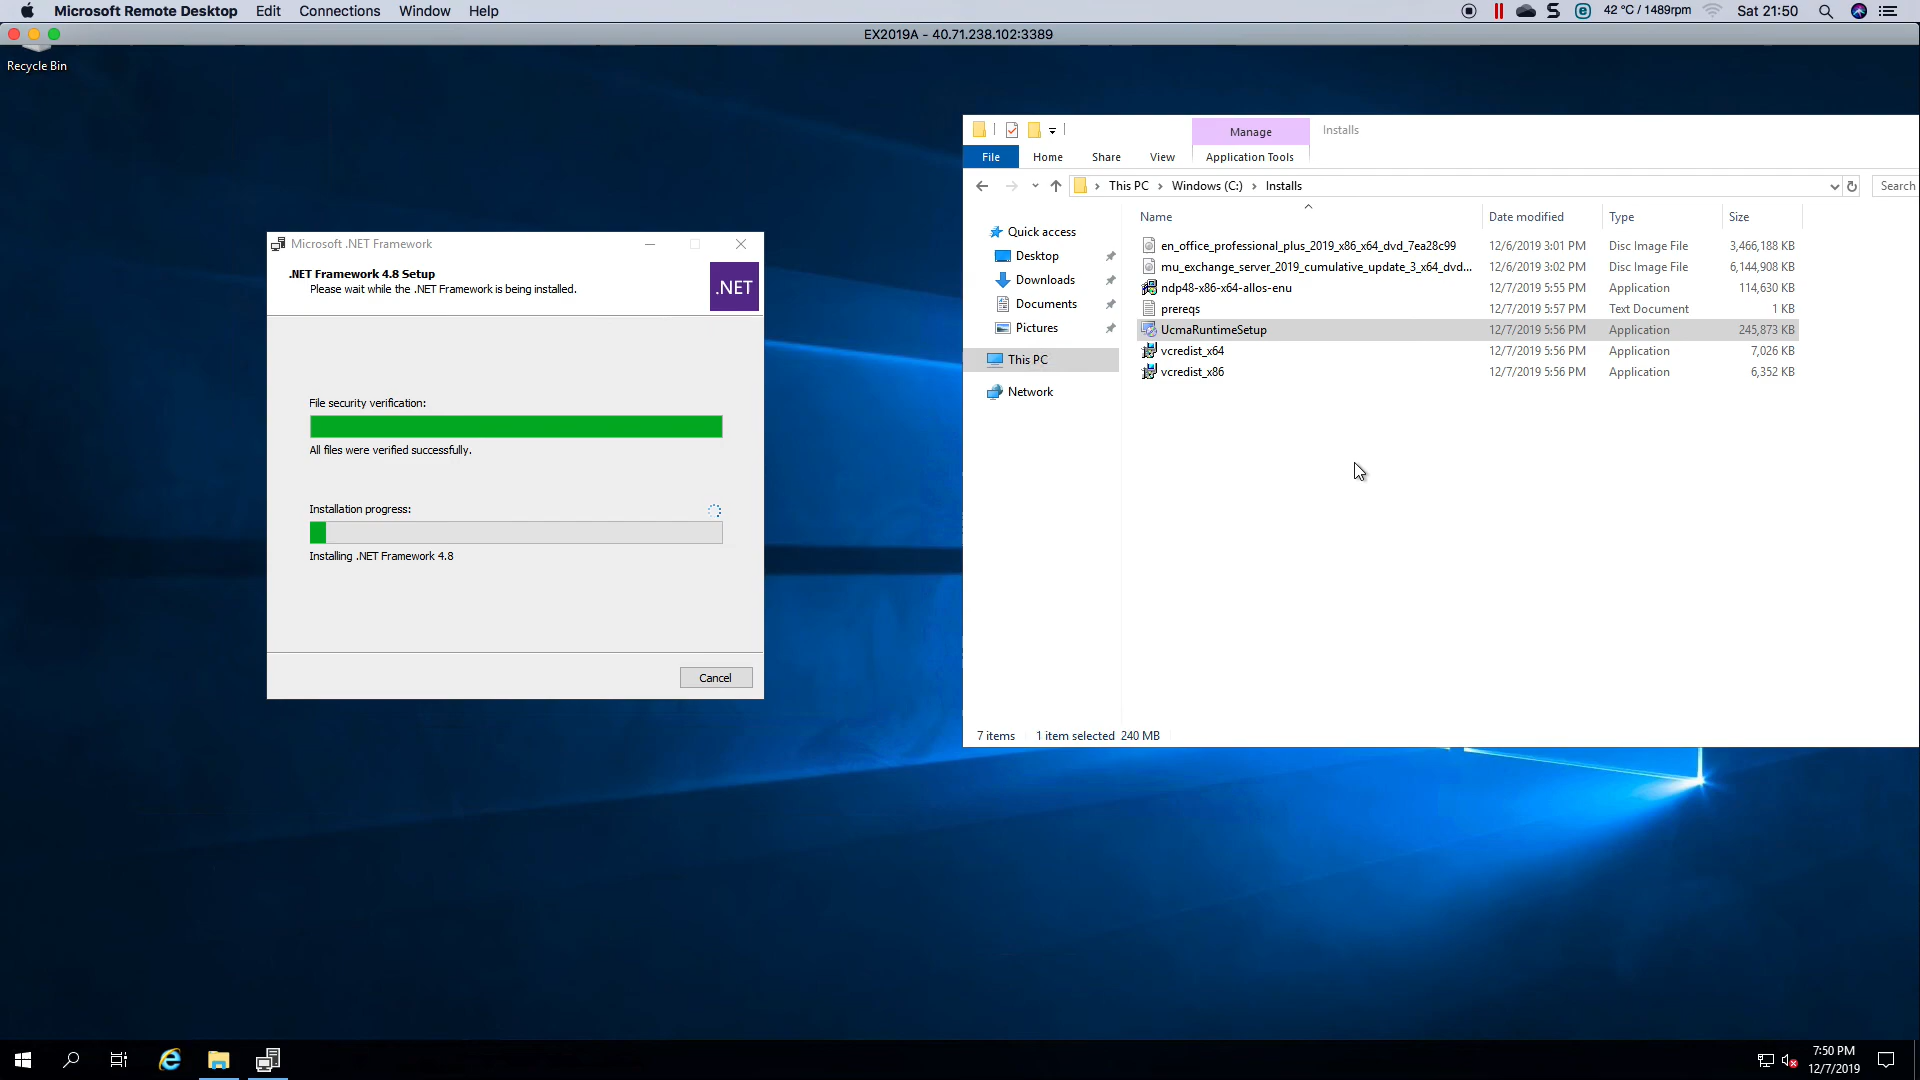 Microsoft Remote Desktop Edit Connections Window Help
S e 42 °C / 1489rpm Sat 21:50
EX2019A - 40.71.238.102:3389
Recycle Bin
Microsoft .NET Framework
.NET Framework 4.8 Setup
Please wait while the .NET Framework is being installed.
.NET
File security verification:
All files were verified successfully.
Installation progress:
Installing .NET Framework 4.8
Cancel
Manage Installs
File Home Share View Application Tools
This PC Windows (C:) Installs Search
Quick access
Desktop
Downloads
Documents
Pictures
This PC
Network
Name Date modified Type Size
en_office_professional_plus_2019_x86_x64_dvd_7ea28c99 12/6/2019 3:01 PM Disc Image File 3,466,188 KB
mu_exchange_server_2019_cumulative_update_3_x64_dvd... 12/6/2019 3:02 PM Disc Image File 6,144,908 KB
ndp48-x86-x64-allos-enu 12/7/2019 5:55 PM Application 114,630 KB
prereqs 12/7/2019 5:57 PM Text Document 1 KB
UcmaRuntimeSetup 12/7/2019 5:56 PM Application 245,873 KB
vcredist_x64 12/7/2019 5:56 PM Application 7,026 KB
vcredist_x86 12/7/2019 5:56 PM Application 6,352 KB
7 items 1 item selected 240 MB
7:50 PM
12/7/2019